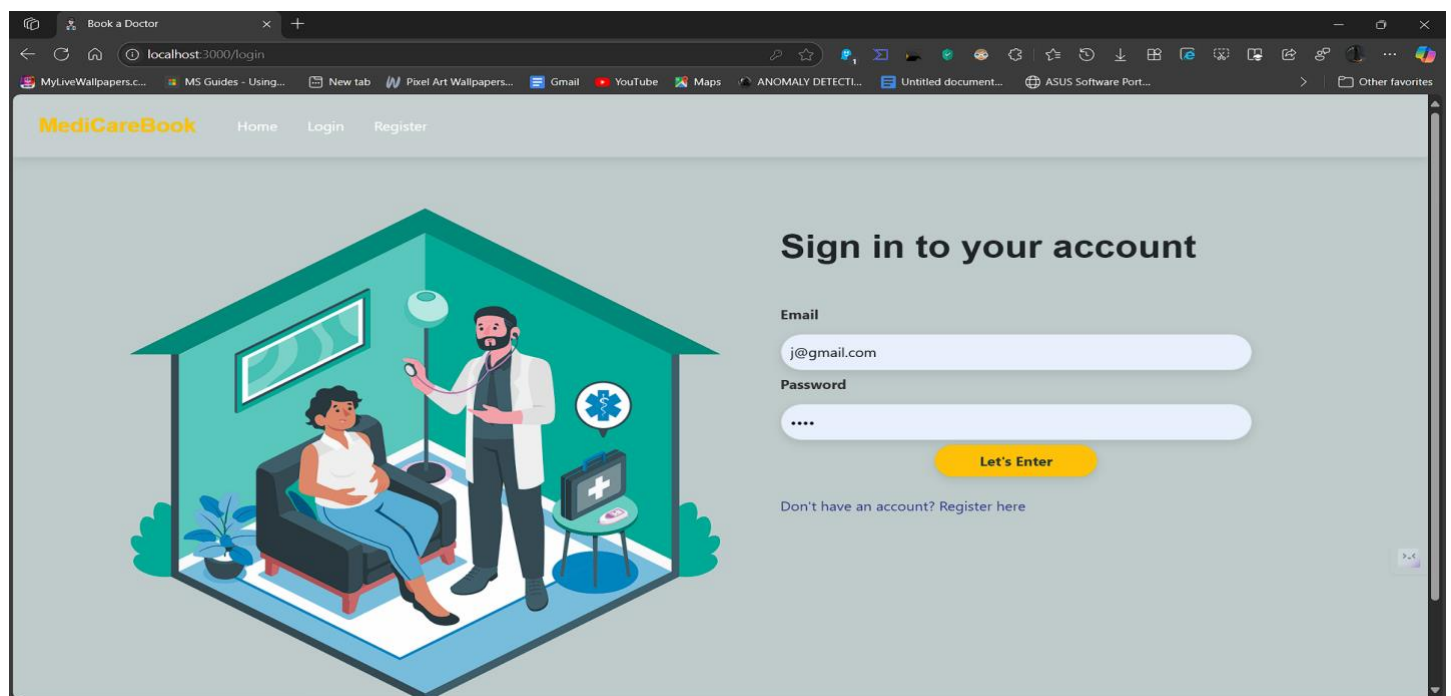 Book a Doctor
localhost:3000/login
MyLiveWallpapers.c... MS Guides - Using... New tab Pixel Art Wallpapers... Gmail YouTube Maps ANOMALY DETECTI... Untitled document... ASUS Software Port... Other favorites
MediCareBook Home Login Register
Sign in to your account
Email
j@gmail.com
Password
••••
Let's Enter
Don't have an account? Register here